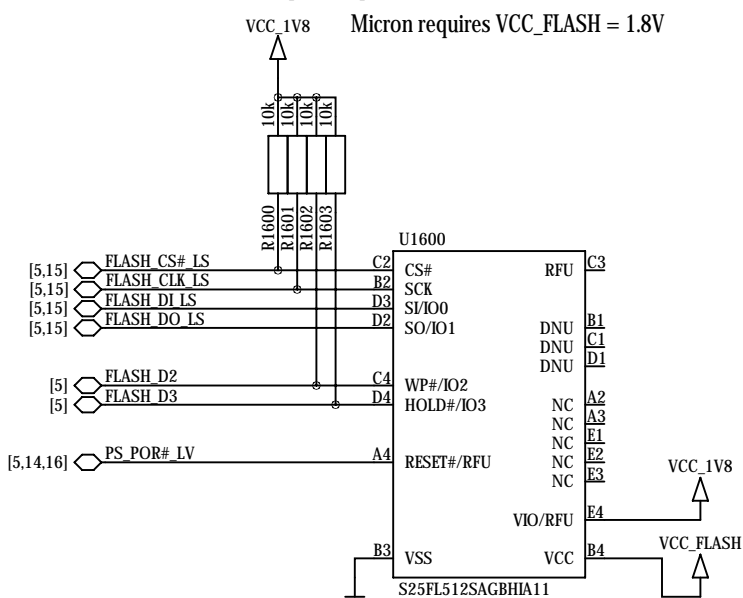 VCC_1V8 Micron requires VCC_FLASH = 1.8V
10k 10k 10k 10k
R1600 R1601 R1602 R1603
U1600
[5,15] FLASH_CS#_LS C2 CS# RFU C3
[5,15] FLASH_CLK_LS B2 SCK
[5,15] FLASH_DI_LS D3 SI/IO0
[5,15] FLASH_DO_LS D2 SO/IO1 DNU B1
DNU C1
DNU D1
[5] FLASH_D2 C4 WP#/IO2
[5] FLASH_D3 D4 HOLD#/IO3 NC A2
NC A3
NC E1
[5,14,16] PS_POR#_LV A4 RESET#/RFU NC E2
NC E3
VCC_1V8
VIO/RFU E4
VCC_FLASH
B3 VSS VCC B4
S25FL512SAGBHIA11